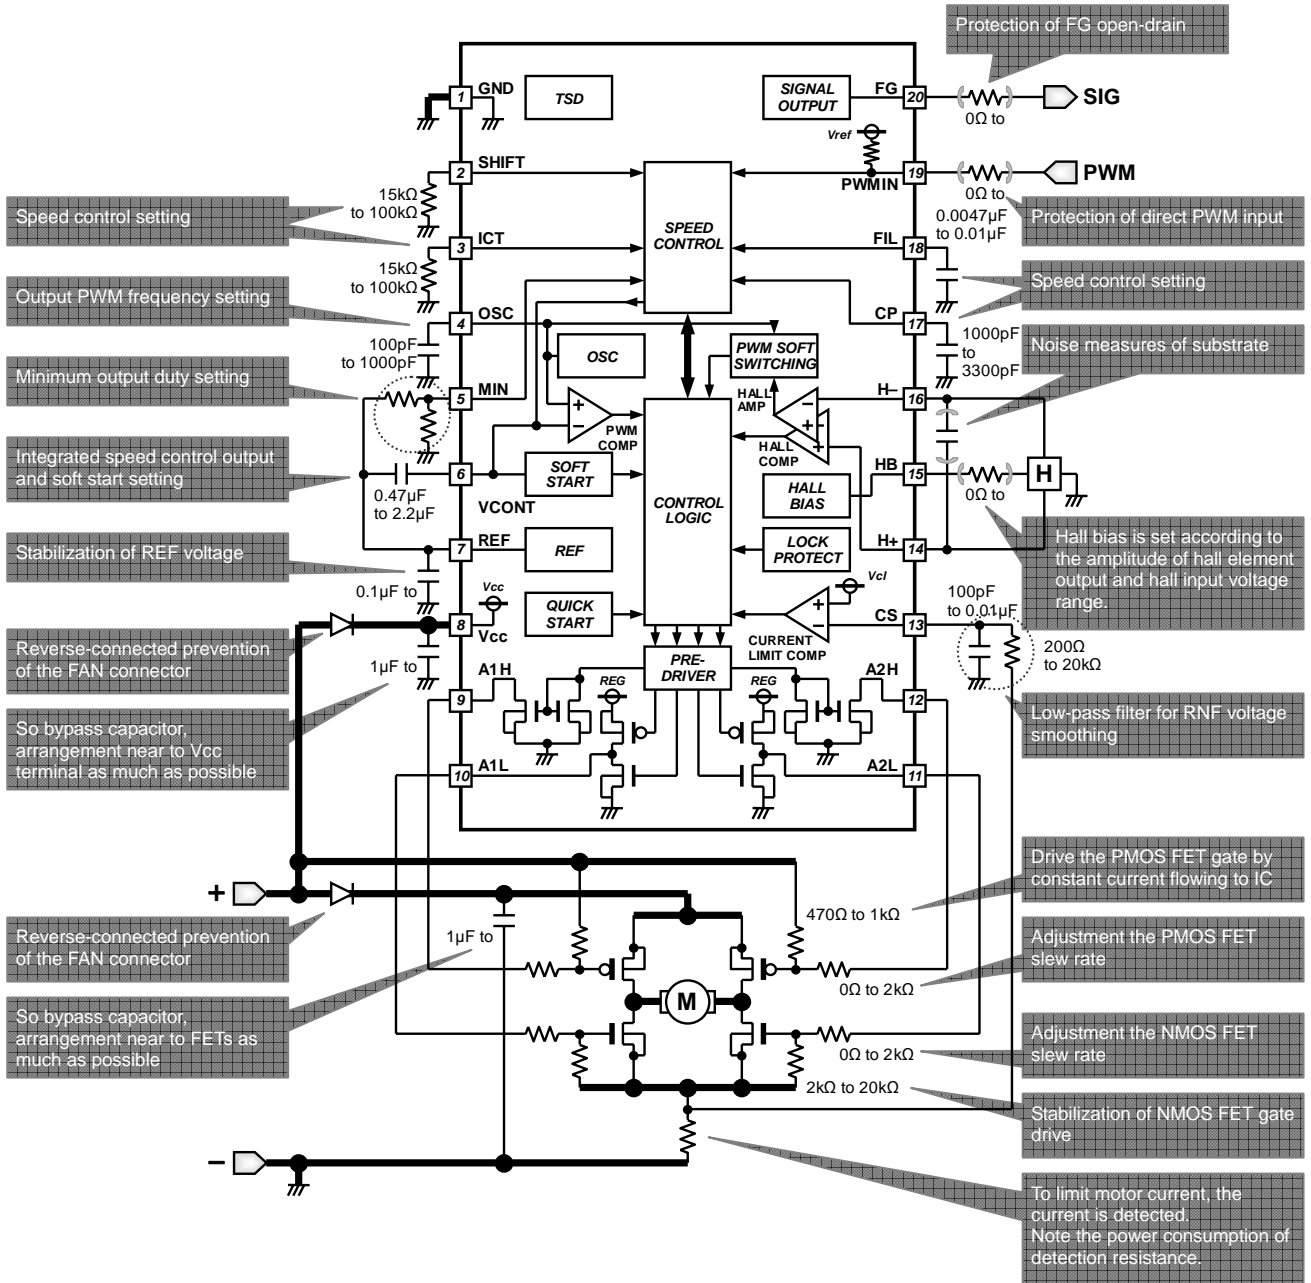 Protection of FG open-drain
1 GND
TSD
SIGNAL
OUTPUT
FG 20
SIG
0Ω to
Vref
2 SHIFT
PWMIN 19
PWM
0Ω to
15kΩ
to 100kΩ
Speed control setting
SPEED
CONTROL
0.0047µF
to 0.01µF
Protection of direct PWM input
3 ICT
FIL 18
15kΩ
to 100kΩ
Output PWM frequency setting
Speed control setting
4 OSC
CP 17
100pF
to 1000pF
OSC
PWM SOFT
SWITCHING
1000pF
to
3300pF
Noise measures of substrate
Minimum output duty setting
5 MIN
HALL
AMP
H– 16
+
–
PWM
COMP
–
+
–
+
HALL
COMP
Integrated speed control output
and soft start setting
6
VCONT
0.47µF
to 2.2µF
SOFT
START
CONTROL
LOGIC
HALL
BIAS
HB 15
0Ω to
H
Stabilization of REF voltage
7 REF
REF
LOCK
PROTECT
H+ 14
Hall bias is set according to
the amplitude of hall element
output and hall input voltage
range.
0.1µF to
Vcc
8
Vcc
QUICK
START
Vcl
+
–
CURRENT
LIMIT COMP
CS 13
100pF
to 0.01µF
200Ω
to 20kΩ
Reverse-connected prevention
of the FAN connector
1µF to
9 A1H
PRE-
DRIVER
REG
REG
A2H 12
Low-pass filter for RNF voltage
smoothing
So bypass capacitor,
arrangement near to Vcc
terminal as much as possible
10 A1L
A2L 11
+
Drive the PMOS FET gate by
constant current flowing to IC
470Ω to 1kΩ
Reverse-connected prevention
of the FAN connector
1µF to
Adjustment the PMOS FET
slew rate
0Ω to 2kΩ
M
So bypass capacitor,
arrangement near to FETs as
much as possible
Adjustment the NMOS FET
slew rate
0Ω to 2kΩ
2kΩ to 20kΩ
Stabilization of NMOS FET gate
drive
–
To limit motor current, the
current is detected.
Note the power consumption of
detection resistance.